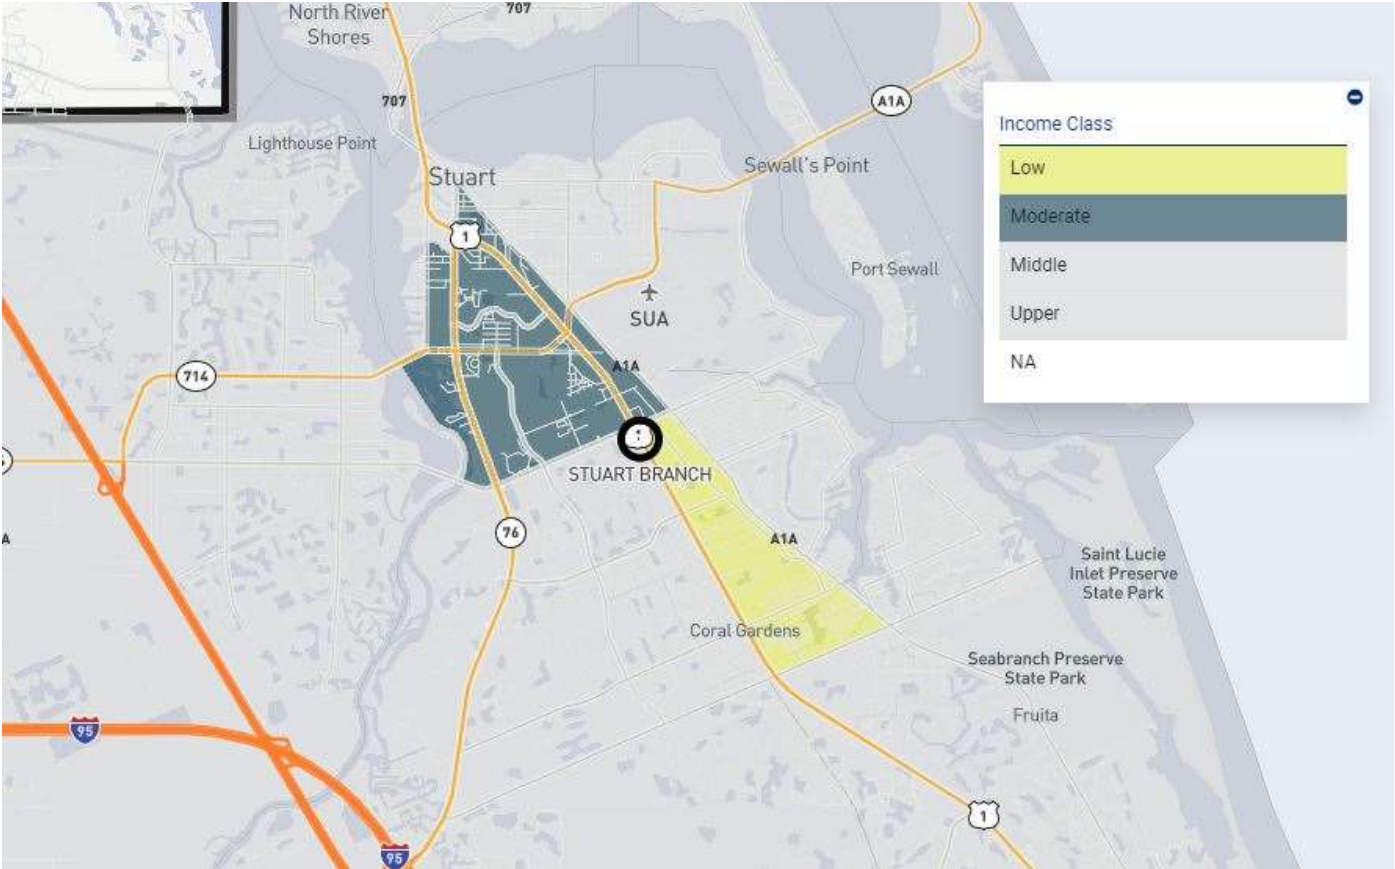 North River
Shores
707
707
A1A
Lighthouse Point
Stuart
Sewall's Point
1
Port Sewall
SUA
A1A
714
STUART BRANCH
76
A1A
A
Saint Lucie
Inlet Preserve
State Park
Coral Gardens
Seabranch Preserve
State Park
Fruita
95
1
95
Income Class
Low
Moderate
Middle
Upper
NA